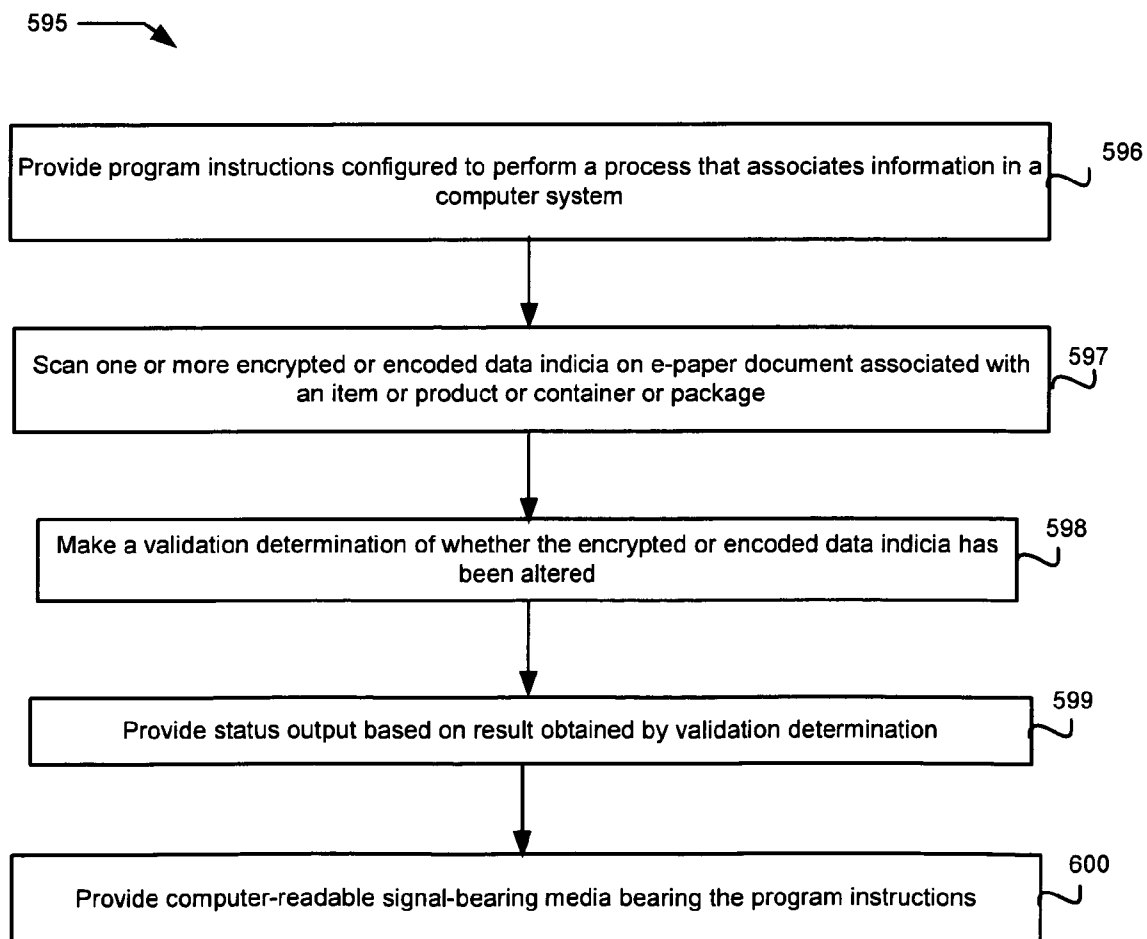 595
Provide program instructions configured to perform a process that associates information in a
computer system
596
Scan one or more encrypted or encoded data indicia on e-paper document associated with
an item or product or container or package
597
Make a validation determination of whether the encrypted or encoded data indicia has
been altered
598
Provide status output based on result obtained by validation determination
599
Provide computer-readable signal-bearing media bearing the program instructions
600